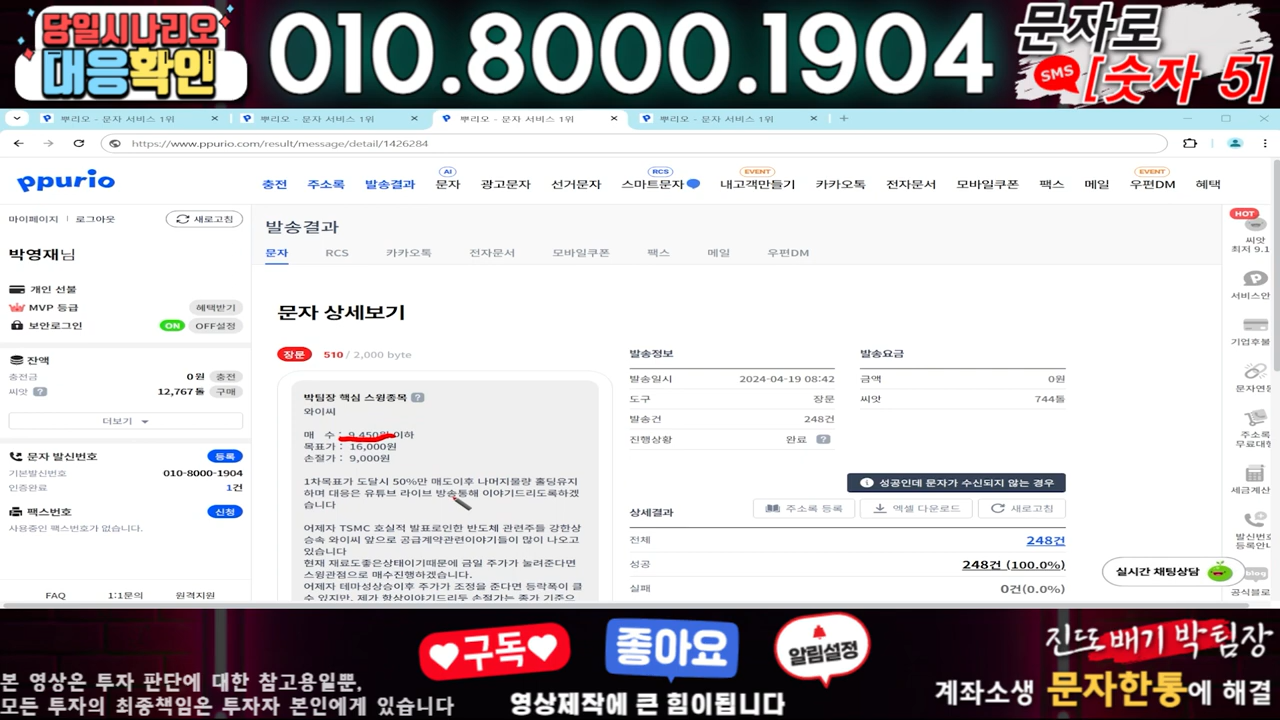 당일시나리오
대응확인
010.8000.1904
문자로
SMS
[숫자 5]
뿌리오 - 문자 서비스 1위
뿌리오 - 문자 서비스 1위
뿌리오 - 문자 서비스 1위
뿌리오 - 문자 서비스 1위
https://www.ppurio.com/result/message/detail/1426284
AI
RCS
EVENT
EVENT
ppurio
충전 주소록 발송결과 문자 광고문자 선거문자 스마트문자 내고객만들기 카카오톡 전자문서 모바일쿠폰 팩스 메일 우편DM 혜택
마이페이지 | 로그아웃 새로고침
박영재님
개인 선불
MVP 등급 혜택받기
보안로그인 ON OFF설정
잔액
충전금 0원 충전
씨앗 ? 12,767톨 구매
더보기
문자 발신번호 등록
기본발신번호 010-8000-1904
인증완료 1건
팩스번호 신청
사용중인 팩스번호가 없습니다.
FAQ 1:1문의 원격지원
발송결과
문자 RCS 카카오톡 전자문서 모바일쿠폰 팩스 메일 우편DM
문자 상세보기
장문 510 / 2,000 byte
박팀장 핵심 스윙종목 ?
와이씨
매 수 : 9,450원 이하
목표가 : 16,000원
손절가 : 9,000원
1차목표가 도달시 50%만 매도이후 나머지물량 홀딩유지
하며 대응은 유튜브 라이브 방송통해 이야기드리도록하겠
습니다
어제자 TSMC 호실적 발표로인한 반도체 관련주들 강한상
승속 와이씨 앞으로 공급계약관련이야기들이 많이 나오고
있습니다
현재 재료도좋은상태이기때문에 금일 주가가 눌려준다면
스윙관점으로 매수진행하겠습니다.
어제자 테마성상승이후 주가가 조정을 준다면 등락폭이 클
수 있지만, 제가 항상이야기드리듯 손절가는 종가 기준으
발송정보
발송일시 2024-04-19 08:42
도구 장문
발송건 248건
진행상황 완료 ?
발송요금
금액 0원
씨앗 744톨
성공인데 문자가 수신되지 않는 경우
상세결과 주소록 등록 엑셀 다운로드 새로고침
전체 248건
성공 248건 (100.0%)
실패 0건(0.0%)
HOT
씨앗
최저 9.1
서비스안
기업후불
문자연동
주소록
무료대행
세금계산
발신번호
등록안내
blog
공식블로
실시간 채팅상담
본 영상은 투자 판단에 대한 참고용일뿐,
모든 투자의 최종책임은 투자자 본인에게 있습니다
구독
좋아요
알림설정
영상제작에 큰 힘이됩니다
진또배기 박팀장
계좌소생 문자한통에 해결